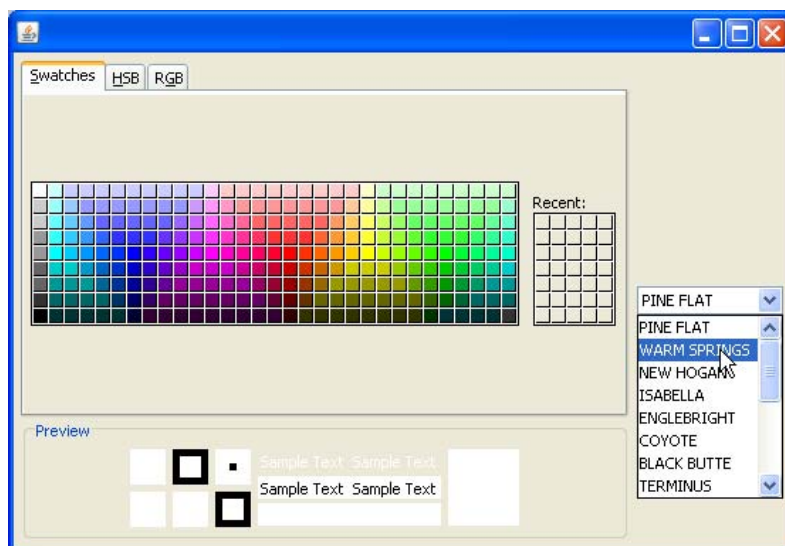 Swatches HSB RGB
Recent:
PINE FLAT
PINE FLAT
WARM SPRINGS
NEW HOGAN
ISABELLA
ENGLEBRIGHT
COYOTE
BLACK BUTTE
TERMINUS
Preview
Sample Text Sample Text
Sample Text Sample Text